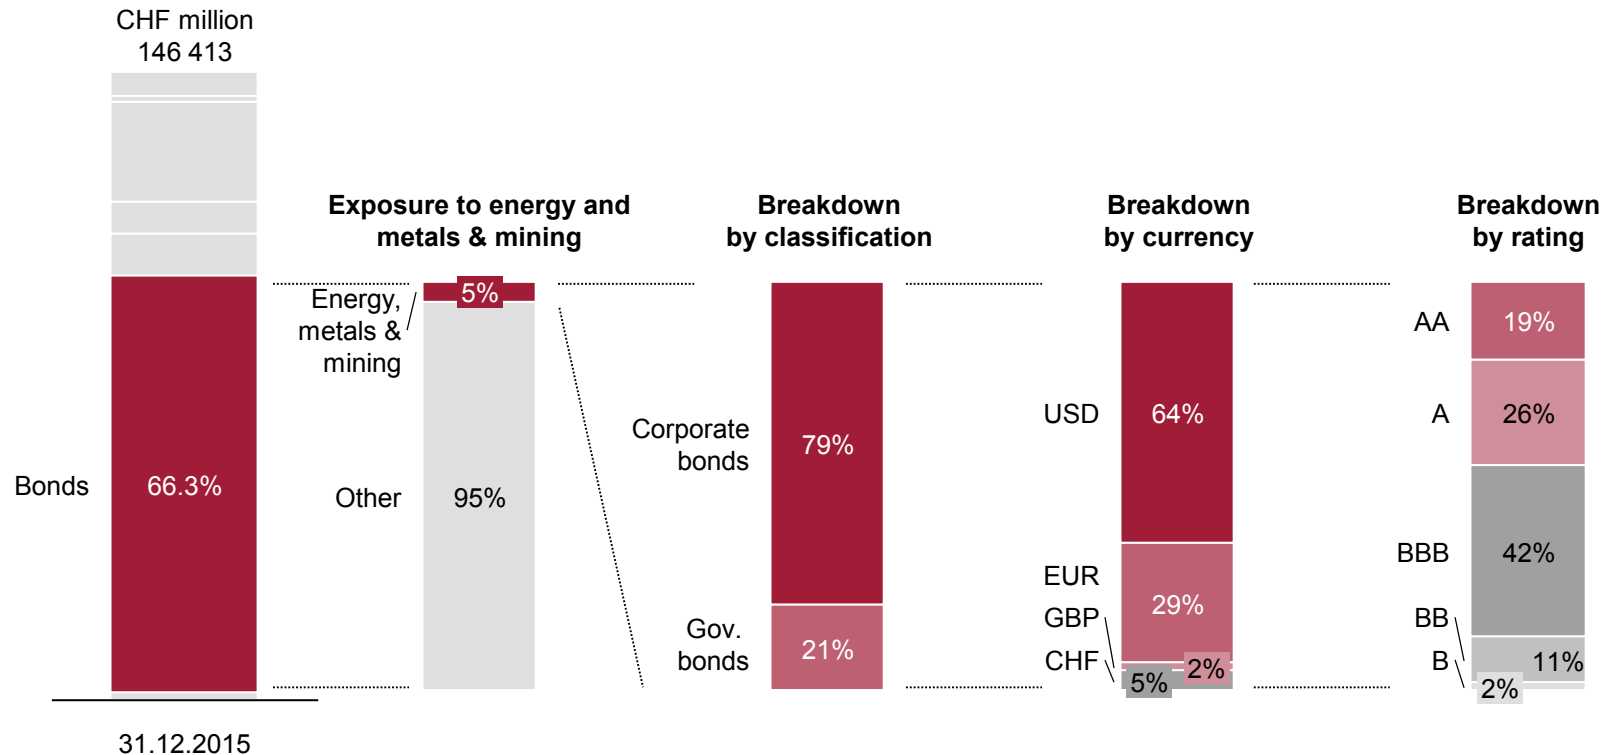 CHF million
146 413
Bonds
66.3%
31.12.2015
Exposure to energy and
metals & mining
Energy,
metals &
mining
5%
Other
95%
Breakdown
by classification
Corporate
bonds
79%
Gov.
bonds
21%
Breakdown
by currency
USD
64%
EUR
29%
GBP
2%
CHF
5%
Breakdown
by rating
AA
19%
A
26%
BBB
42%
BB
11%
B
2%